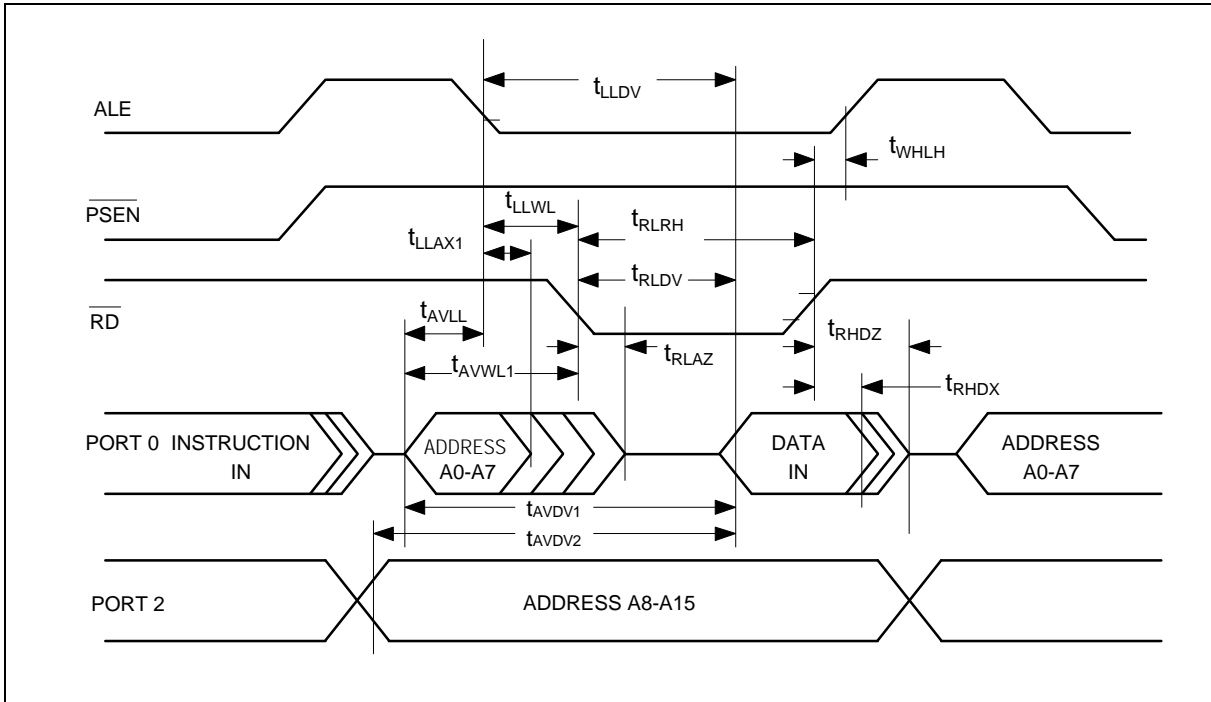 ALE
tLLDV
tWHLH
PSEN
tLLWL
tRLRH
tLLAX1
tRLDV
RD
tAVLL
tRHDZ
tRLAZ
tAVWL1
tRHDX
PORT 0 INSTRUCTION
IN
ADDRESS
A0-A7
DATA
IN
ADDRESS
A0-A7
tAVDV1
tAVDV2
PORT 2
ADDRESS A8-A15